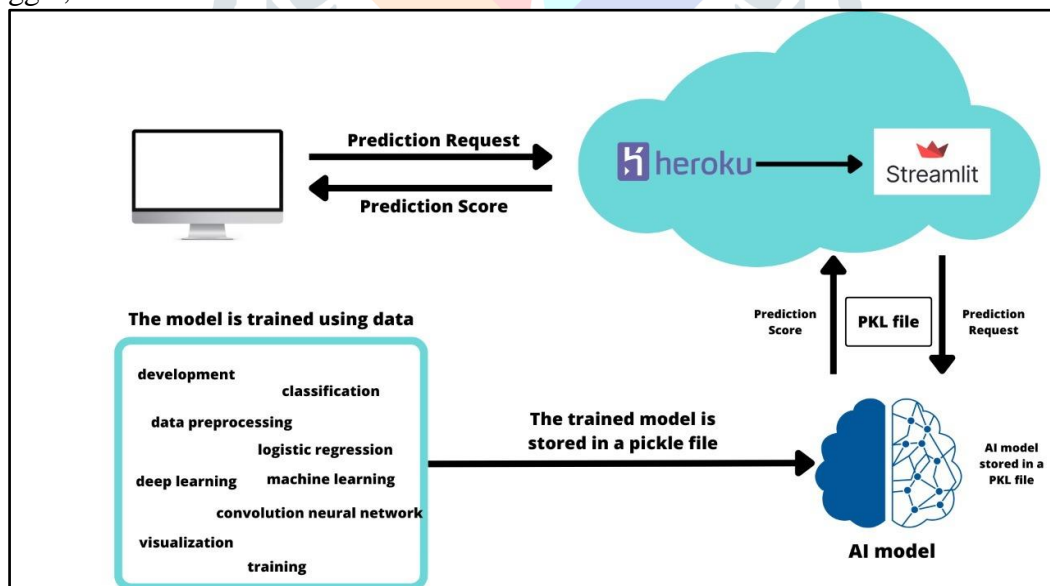 Prediction Request
Prediction Score
heroku
Streamlit
Prediction
Score
PKL file
Prediction
Request
The model is trained using data
development
classification
data preprocessing
logistic regression
deep learning
machine learning
convolution neural network
visualization
training
The trained model is
stored in a pickle file
AI model
stored in a
PKL file
AI model